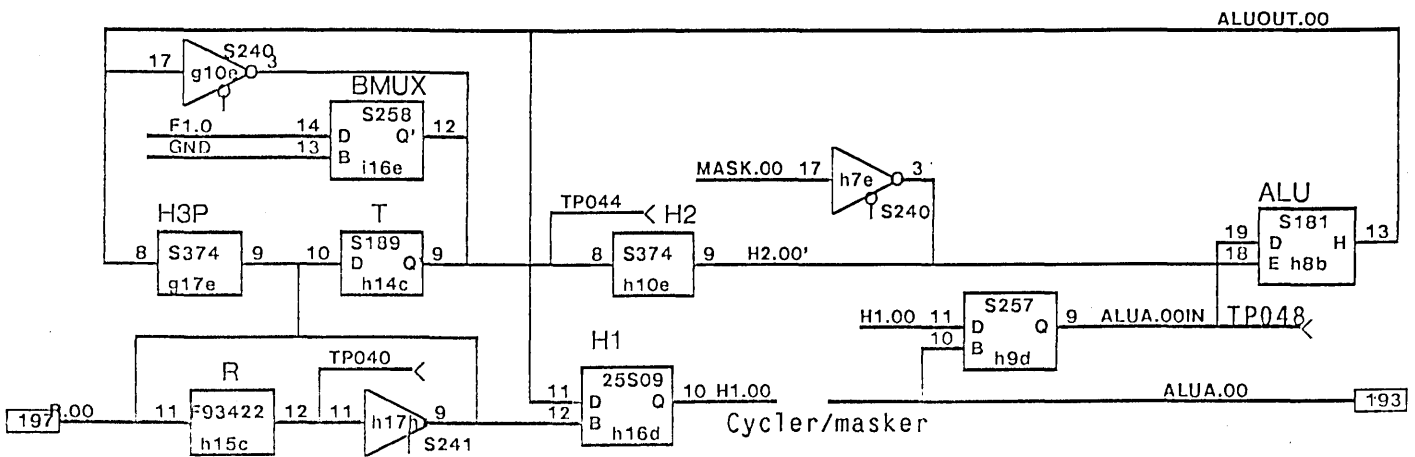 ALUOUT.00
S240
17 g10e 3
BMUX
S258
F1.0 14 D Q' 12
GND 13 B
i16e
MASK.00 17 h7e 3
S240
ALU
S181
19 D H 13
18 E h8b
H3P
8 S374 9
g17e
T
S189
10 D Q 9
h14c
TP044
H2
8 S374 9 H2.00'
h10e
S257
H1.00 11 D Q 9 ALUA.00IN TP048
10 B
h9d
R
TP040
197 R.00 11 F93422 12 11 h17h 9
h15c
S241
H1
25S09
11 D Q 10 H1.00
12 B
h16d
Cycler/masker
ALUA.00 193